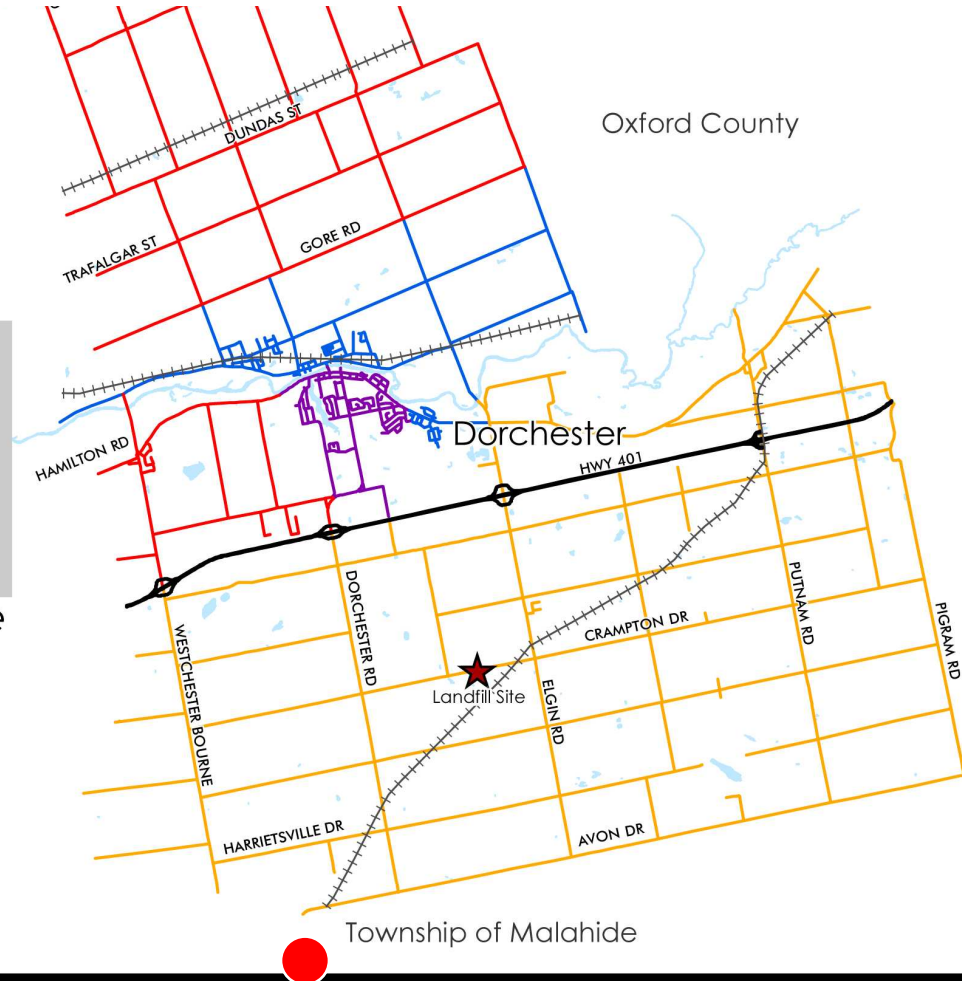 Oxford County
DUNDAS ST
TRAFALGAR ST
GORE RD
HAMILTON RD
Dorchester
HWY 401
DORCHESTER RD
PUTNAM RD
PIGRAM RD
WESTCHESTER BOURNE
CRAMPTON DR
Landfill Site
ELGIN RD
HARRIETSVILLE DR
AVON DR
Township of Malahide